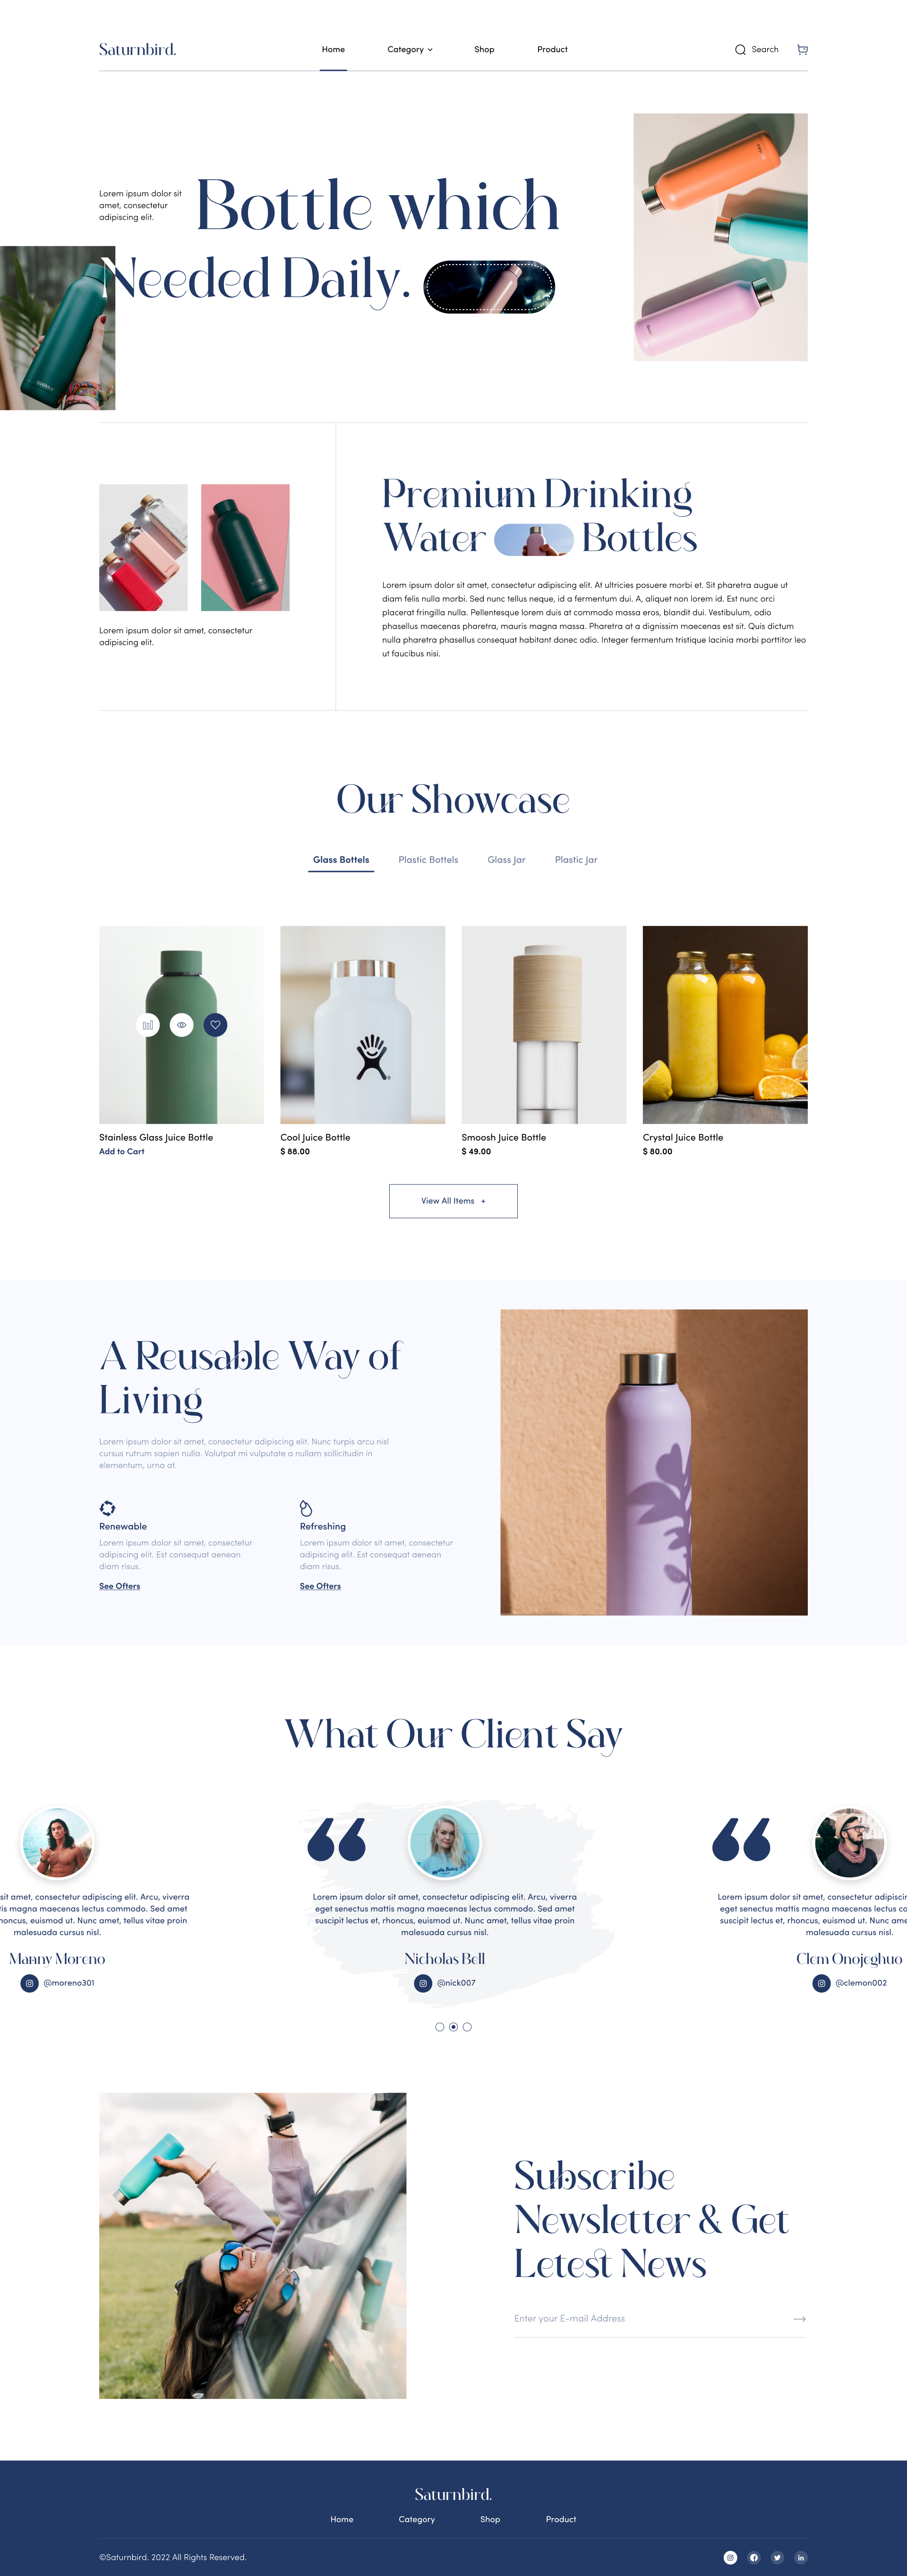 Saturnbird.
Home
Category
Shop
Product
Search
Lorem ipsum dolor sit
amet, consectetur
adipiscing elit.
Bottle which
Needed Daily.
Premium Drinking
Water Bottles
Lorem ipsum dolor sit amet, consectetur adipiscing elit. At ultricies posuere morbi et. Sit pharetra augue ut
diam felis nulla morbi. Sed nunc tellus neque, id a fermentum dui. A, aliquet non lorem id. Est nunc orci
placerat fringilla nulla. Pellentesque lorem duis at commodo massa eros, blandit dui. Vestibulum, odio
phasellus maecenas pharetra, mauris magna massa. Pharetra at a dignissim maecenas est sit. Quis dictum
nulla pharetra phasellus consequat habitant donec odio. Integer fermentum tristique lacinia morbi porttitor leo
ut faucibus nisi.
Lorem ipsum dolor sit amet, consectetur
adipiscing elit.
Our Showcase
Glass Bottels
Plastic Bottels
Glass Jar
Plastic Jar
Stainless Glass Juice Bottle
Add to Cart
Cool Juice Bottle
$ 88.00
Smoosh Juice Bottle
$ 49.00
Crystal Juice Bottle
$ 80.00
View All Items +
A Reusable Way of
Living
Lorem ipsum dolor sit amet, consectetur adipiscing elit. Nunc turpis arcu nisl
cursus rutrum sapien nulla. Volutpat mi vulputate a nullam sollicitudin in
elementum, urna at.
Renewable
Lorem ipsum dolor sit amet, consectetur
adipiscing elit. Est consequat aenean
diam risus.
See Ofters
Refreshing
Lorem ipsum dolor sit amet, consectetur
adipiscing elit. Est consequat aenean
diam risus.
See Ofters
What Our Client Say
sit amet, consectetur adipiscing elit. Arcu, viverra
tis magna maecenas lectus commodo. Sed amet
honcus, euismod ut. Nunc amet, tellus vitae proin
malesuada cursus nisl.
Manny Moreno
@moreno301
Lorem ipsum dolor sit amet, consectetur adipiscing elit. Arcu, viverra
eget senectus mattis magna maecenas lectus commodo. Sed amet
suscipit lectus et, rhoncus, euismod ut. Nunc amet, tellus vitae proin
malesuada cursus nisl.
Nicholas Bell
@nick007
Lorem ipsum dolor sit amet, consectetur adipiscin
eget senectus mattis magna maecenas lectus co
suscipit lectus et, rhoncus, euismod ut. Nunc ame
malesuada cursus nisl.
Clem Onojeghuo
@clemon002
Subscribe
Newsletter & Get
Letest News
Enter your E-mail Address
Saturnbird.
Home
Category
Shop
Product
©Saturnbird. 2022 All Rights Reserved.